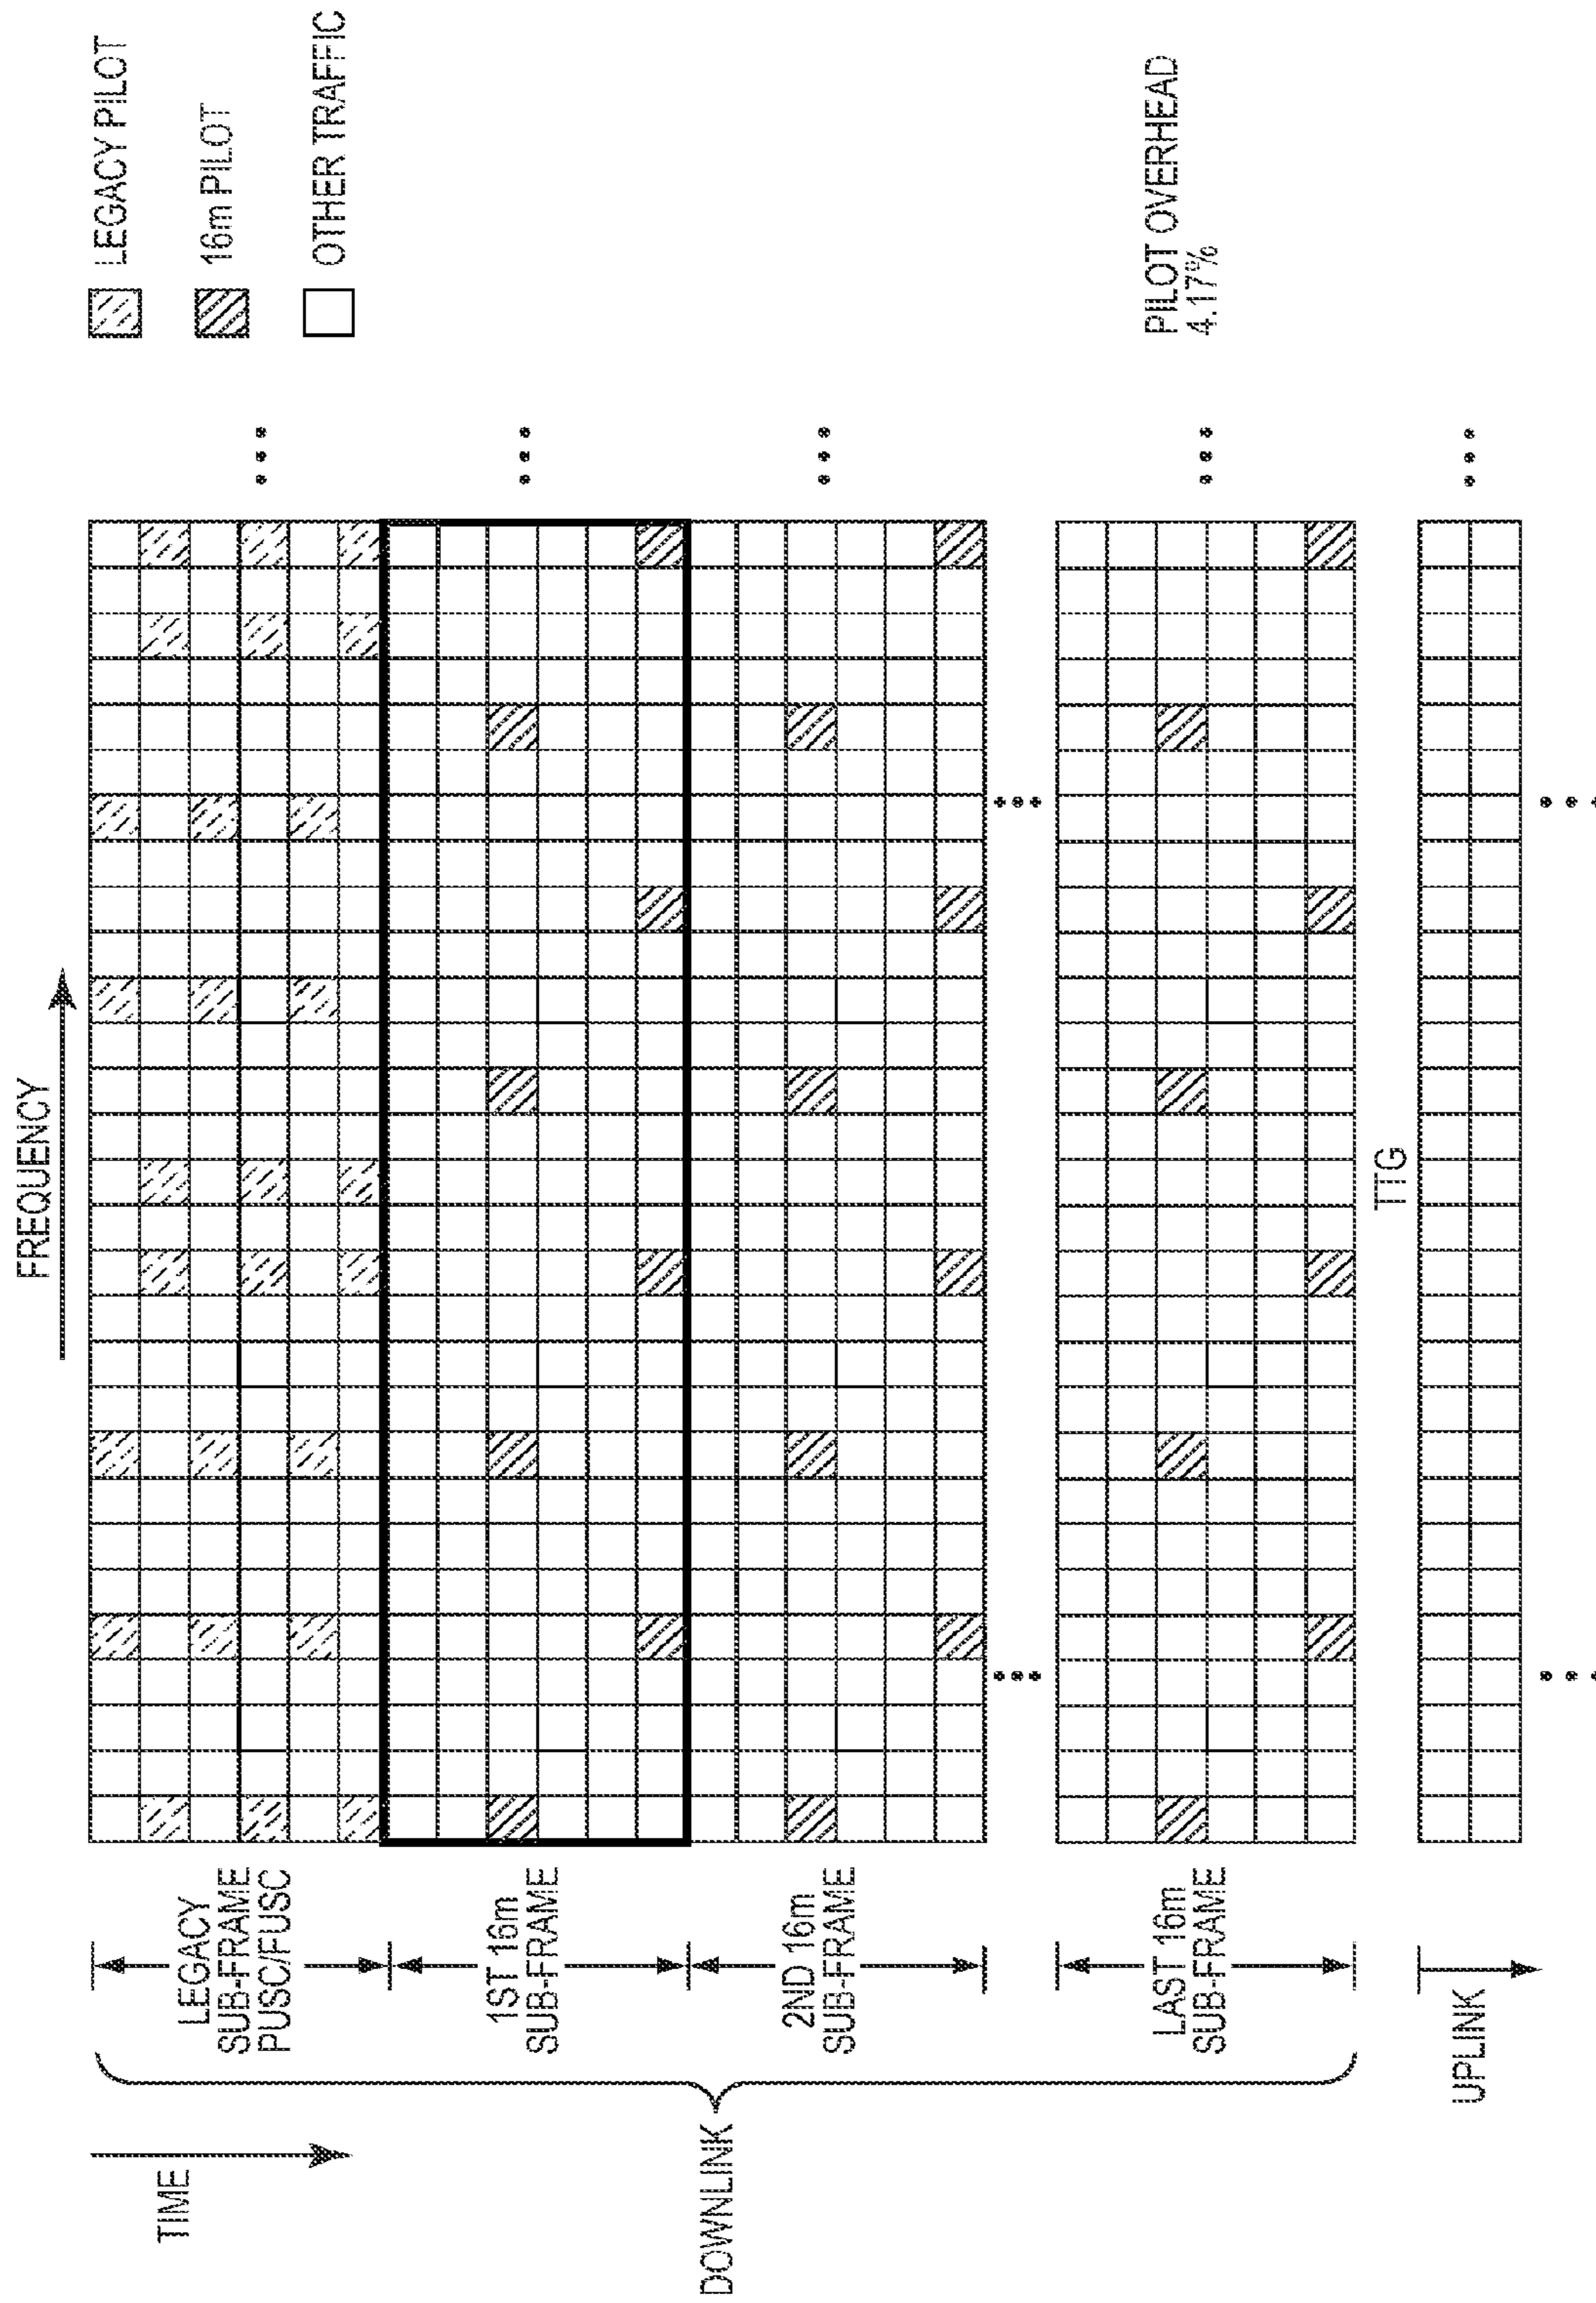 FREQUENCY
TIME
DOWNLINK
LEGACY
SUB-FRAME
PUSC/FUSC
1ST 16m
SUB-FRAME
2ND 16m
SUB-FRAME
LAST 16m
SUB-FRAME
UPLINK
TTG
LEGACY PILOT
16m PILOT
OTHER TRAFFIC
PILOT OVERHEAD
4.17%